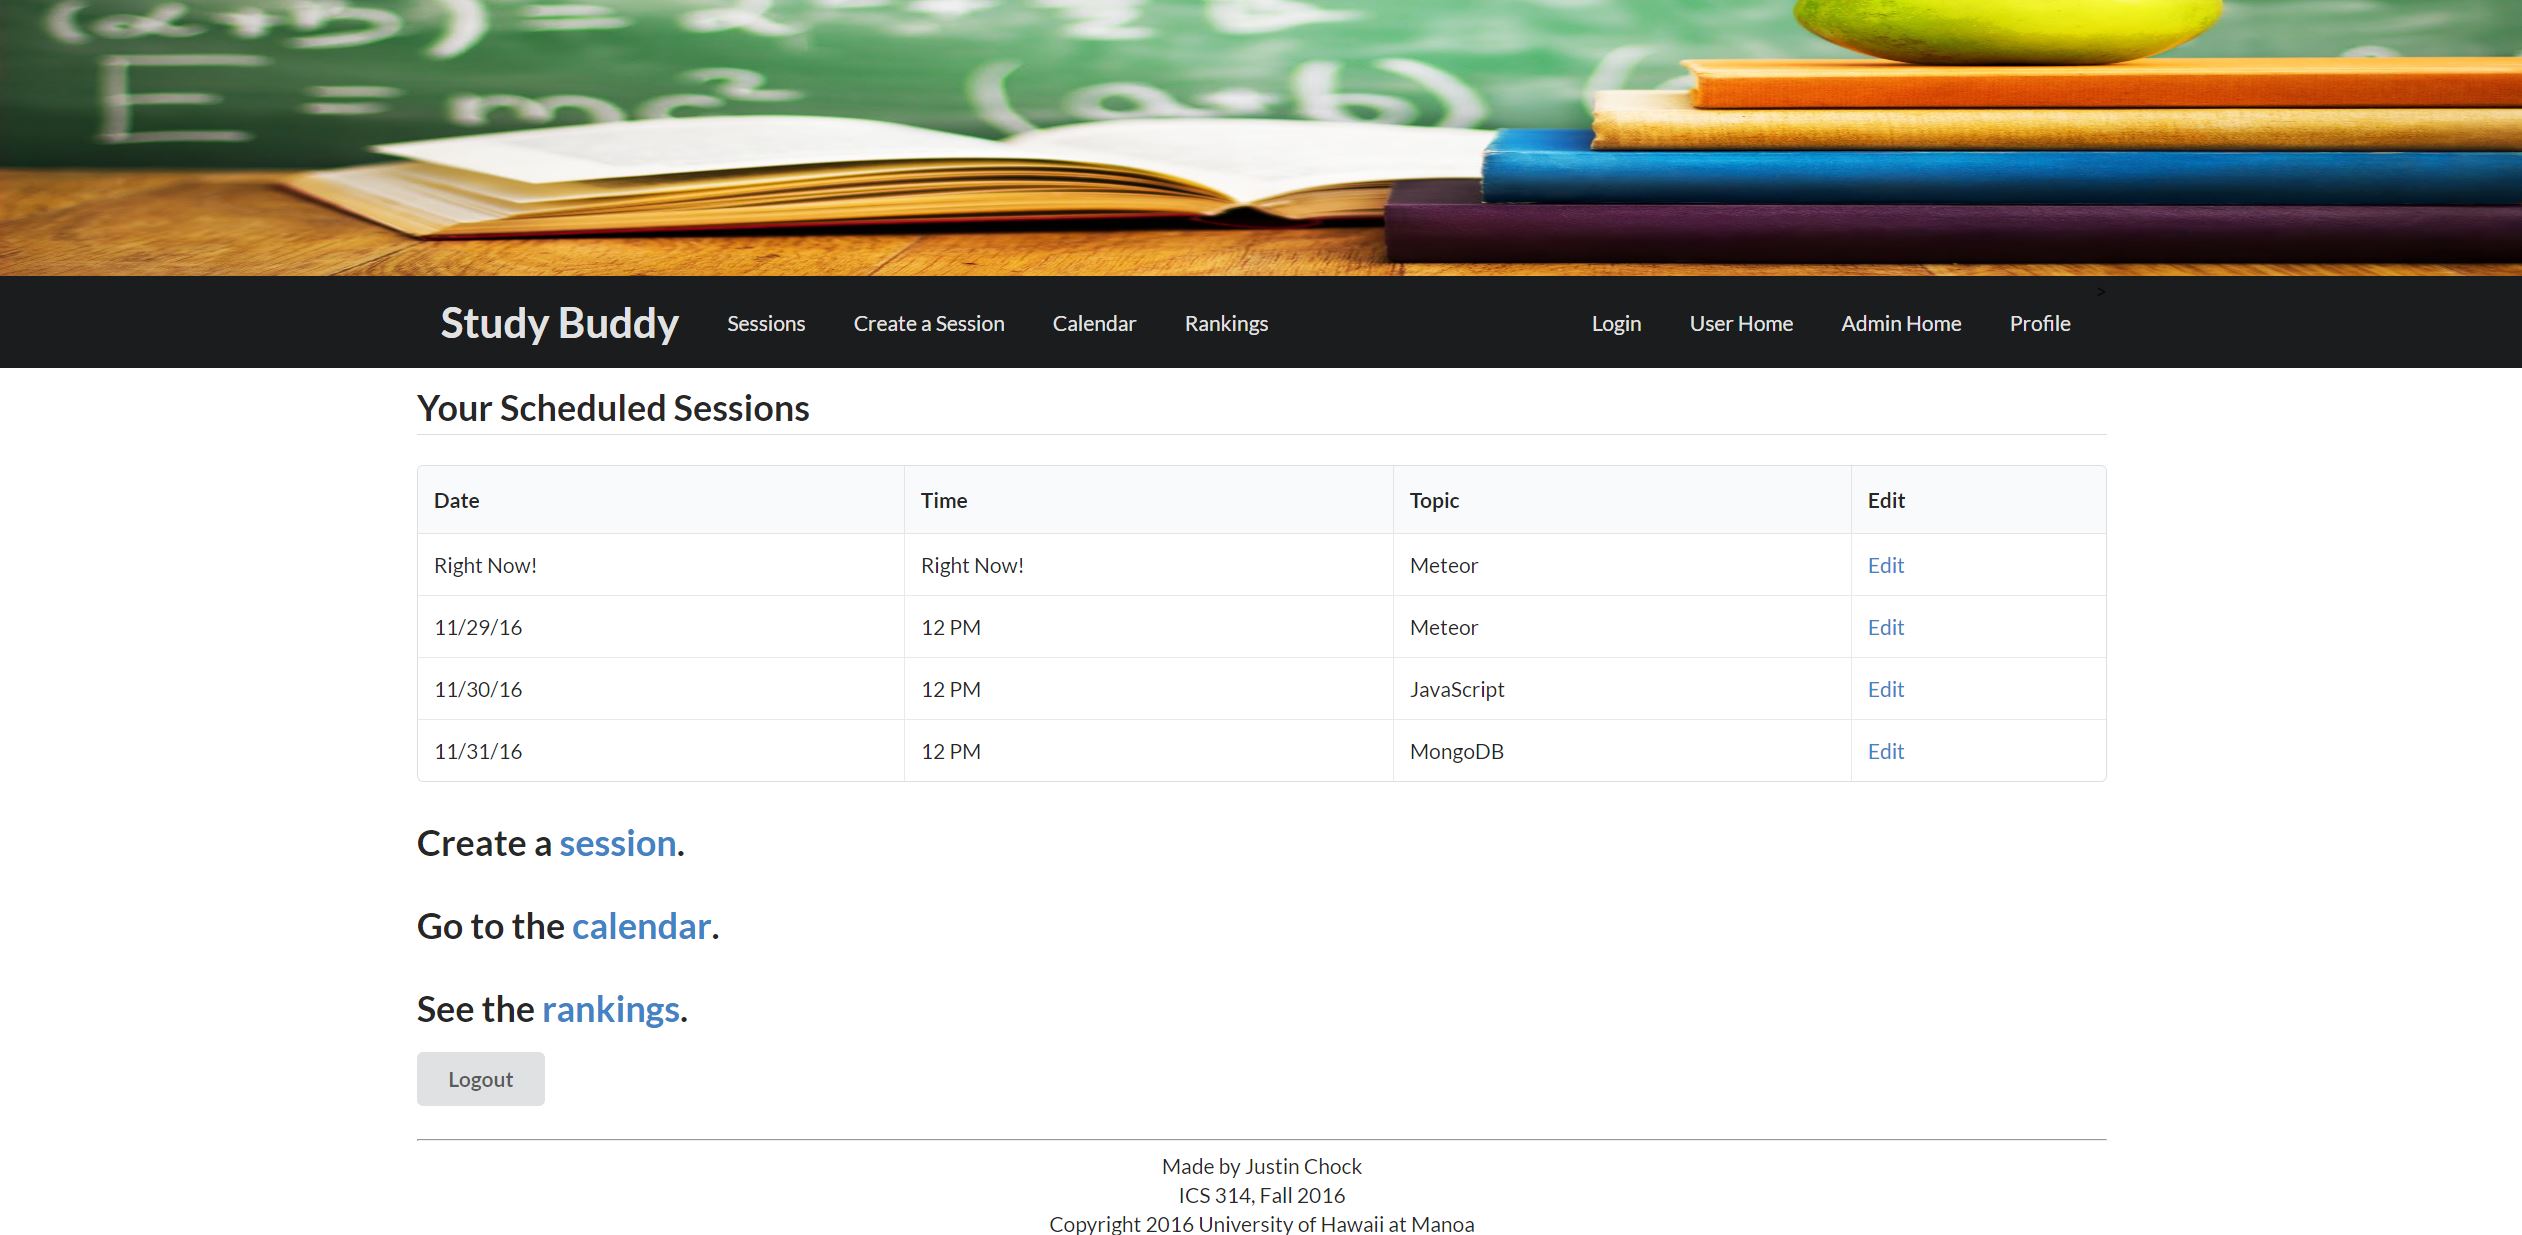 E = mc² (a+b)
>
Study Buddy Sessions Create a Session Calendar Rankings Login User Home Admin Home Profile
Your Scheduled Sessions
Date Time Topic Edit
Right Now! Right Now! Meteor Edit
11/29/16 12 PM Meteor Edit
11/30/16 12 PM JavaScript Edit
11/31/16 12 PM MongoDB Edit
Create a session.
Go to the calendar.
See the rankings.
Logout
Made by Justin Chock
ICS 314, Fall 2016
Copyright 2016 University of Hawaii at Manoa